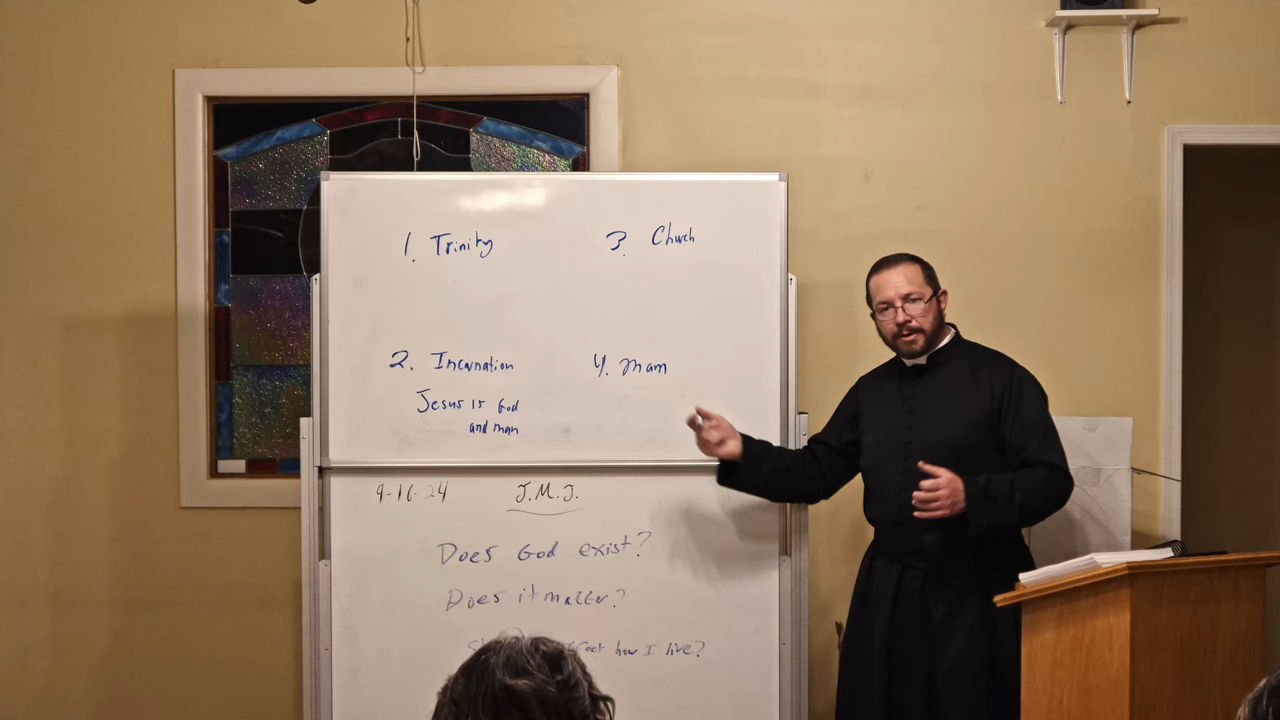 1. Trinity
2. Incarnation
Jesus is God
and man
3. Church
4. Mam
9-16-24 J.M.J.
Does God exist?
Does it matter?
how I live?